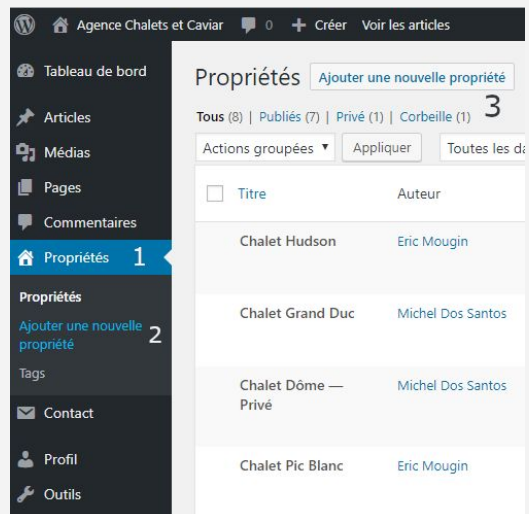 Agence Chalets et Caviar 0 + Créer Voir les articles
Tableau de bord
Articles
Médias
Pages
Commentaires
Propriétés 1
Propriétés
Ajouter une nouvelle
propriété 2
Tags
Contact
Profil
Outils
Propriétés Ajouter une nouvelle propriété
Tous (8) | Publiés (7) | Privé (1) | Corbeille (1) 3
Actions groupées Appliquer Toutes les da
Titre Auteur
Chalet Hudson Eric Mougin
Chalet Grand Duc Michel Dos Santos
Chalet Dôme — Michel Dos Santos
Privé
Chalet Pic Blanc Eric Mougin